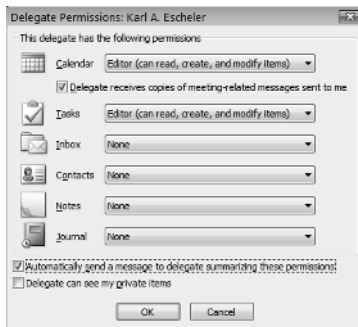 Delegate Permissions: Karl A. Escheler
This delegate has the following permissions
Calendar Editor (can read, create, and modify items)
Delegate receives copies of meeting-related messages sent to me
Tasks Editor (can read, create, and modify items)
Inbox None
Contacts None
Notes None
Journal None
Automatically send a message to delegate summarizing these permissions
Delegate can see my private items
OK Cancel